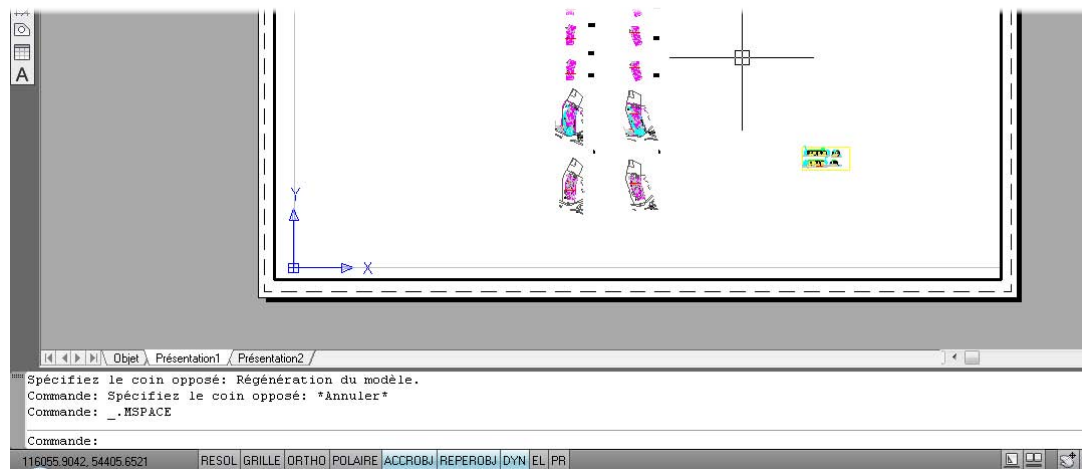 A
Y
X
Objet Présentation1 Présentation2
Spécifiez le coin opposé: Régénération du modèle.
Commande: Spécifiez le coin opposé: *Annuler*
Commande: _.MSPACE
Commande:
116055.9042, 54405.6521 RESOL GRILLE ORTHO POLAIRE ACCROBJ REPEROBJ DYN EL PR